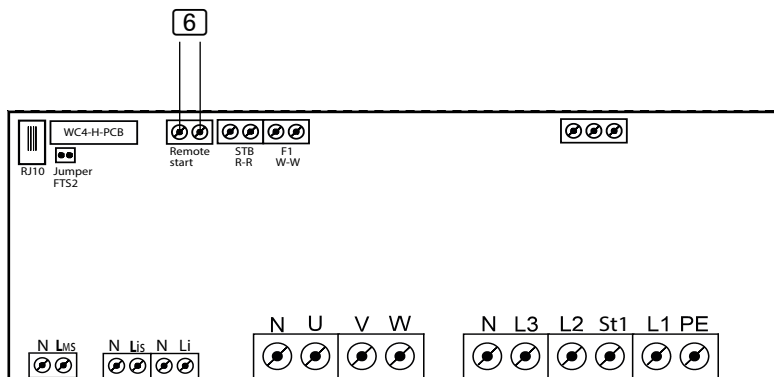 6
WC4-H-PCB
RJ10
Jumper
FTS2
Remote
start
STB
R-R
F1
W-W
N LMS
N LiS N Li
N U V W
N L3 L2 St1 L1 PE